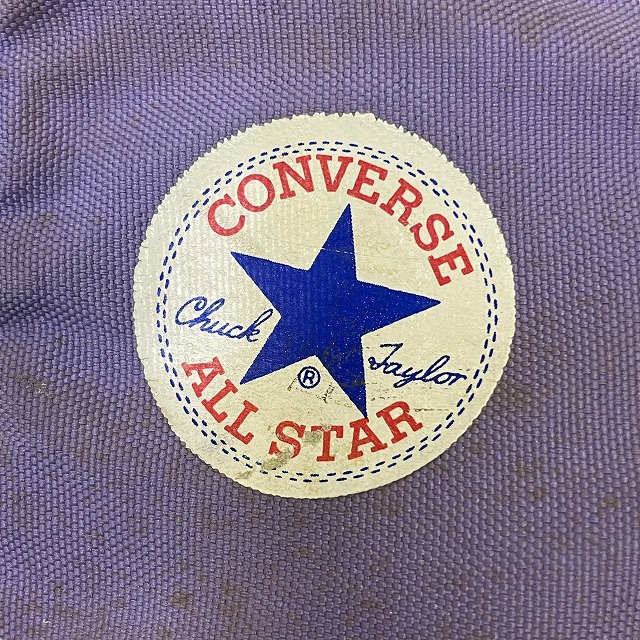 CONVERSE
Chuck Taylor
®
ALL STAR